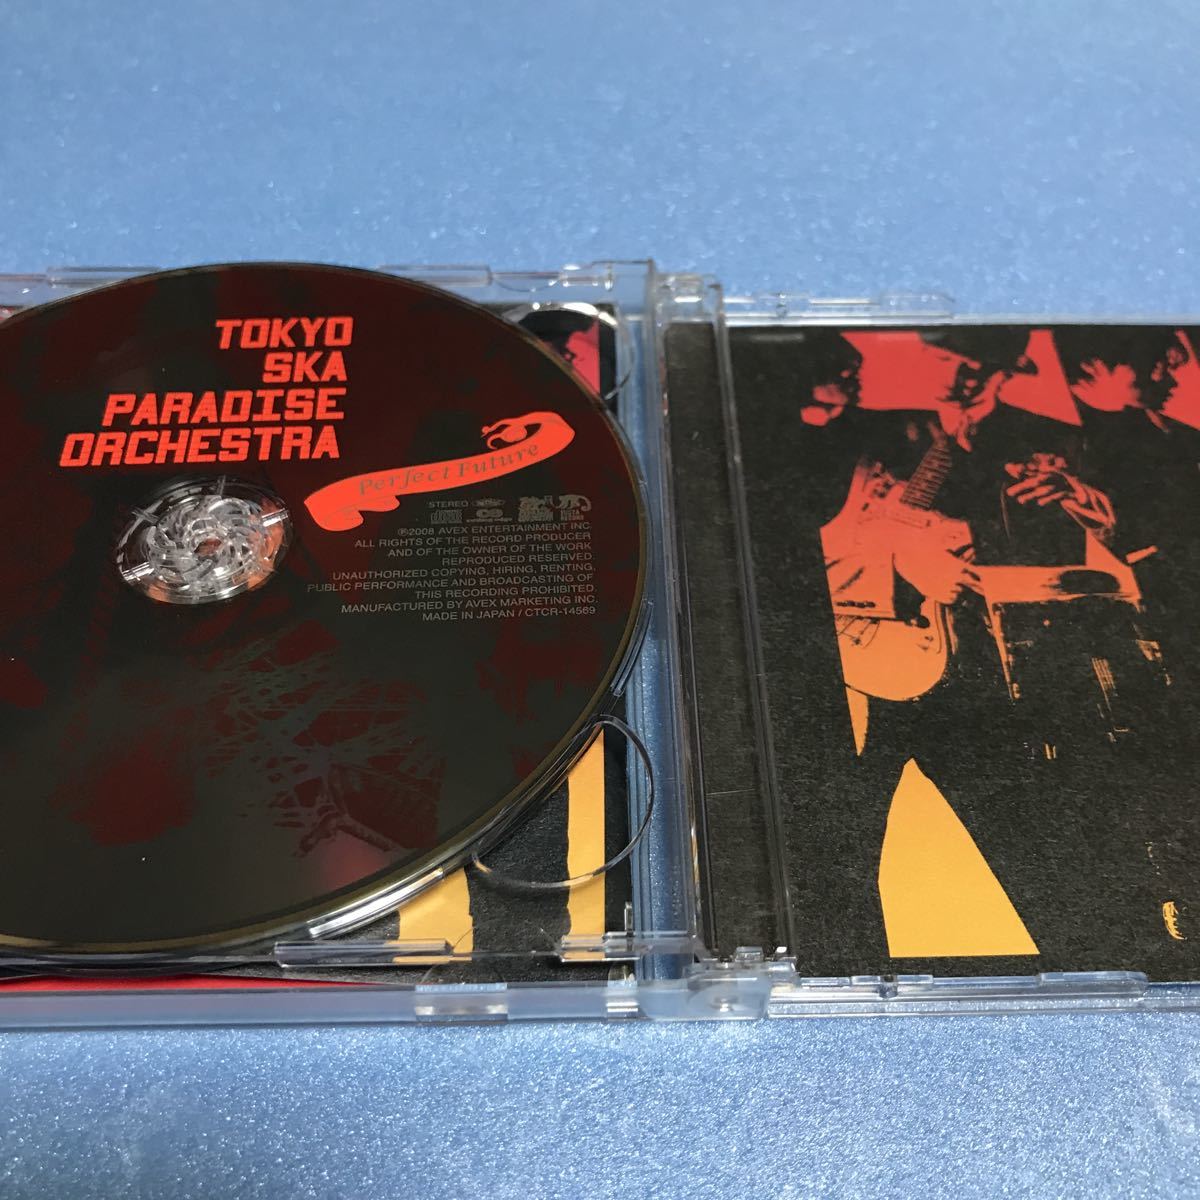 TOKYO
SKA
PARADISE
ORCHESTRA
Perfect Future
STEREO
℗2008 AVEX ENTERTAINMENT INC.
ALL RIGHTS OF THE RECORD PRODUCER
AND OF THE OWNER OF THE WORK
REPRODUCED RESERVED.
UNAUTHORIZED COPYING, HIRING, RENTING,
PUBLIC PERFORMANCE AND BROADCASTING OF
THIS RECORDING PROHIBITED.
MANUFACTURED BY AVEX MARKETING INC.
MADE IN JAPAN / CTCR-14569